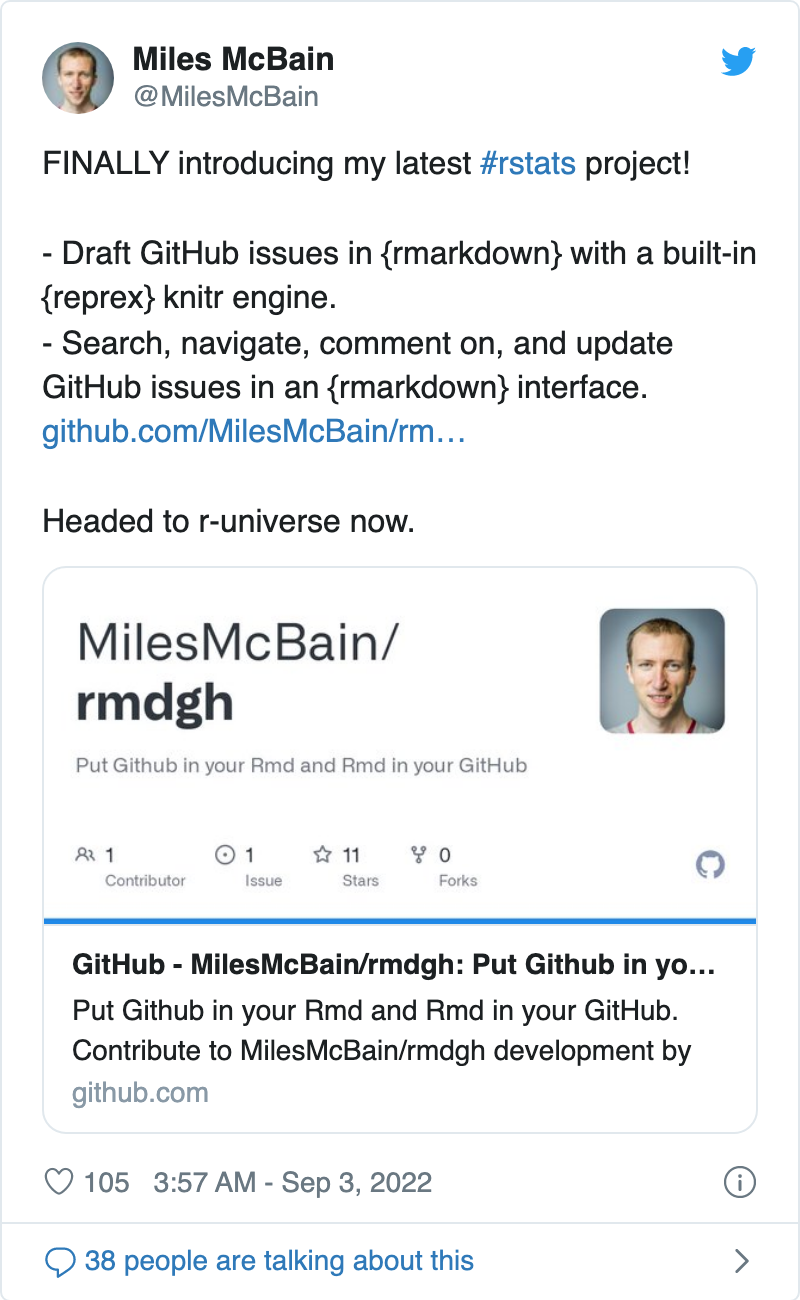 Miles McBain
@MilesMcBain
FINALLY introducing my latest #rstats project!
- Draft GitHub issues in {rmarkdown} with a built-in
{reprex} knitr engine.
- Search, navigate, comment on, and update
GitHub issues in an {rmarkdown} interface.
github.com/MilesMcBain/rm…
Headed to r-universe now.
MilesMcBain/
rmdgh
Put Github in your Rmd and Rmd in your GitHub
1 1 11 0
Contributor Issue Stars Forks
GitHub - MilesMcBain/rmdgh: Put Github in yo…
Put Github in your Rmd and Rmd in your GitHub.
Contribute to MilesMcBain/rmdgh development by
github.com
105 3:57 AM - Sep 3, 2022
38 people are talking about this